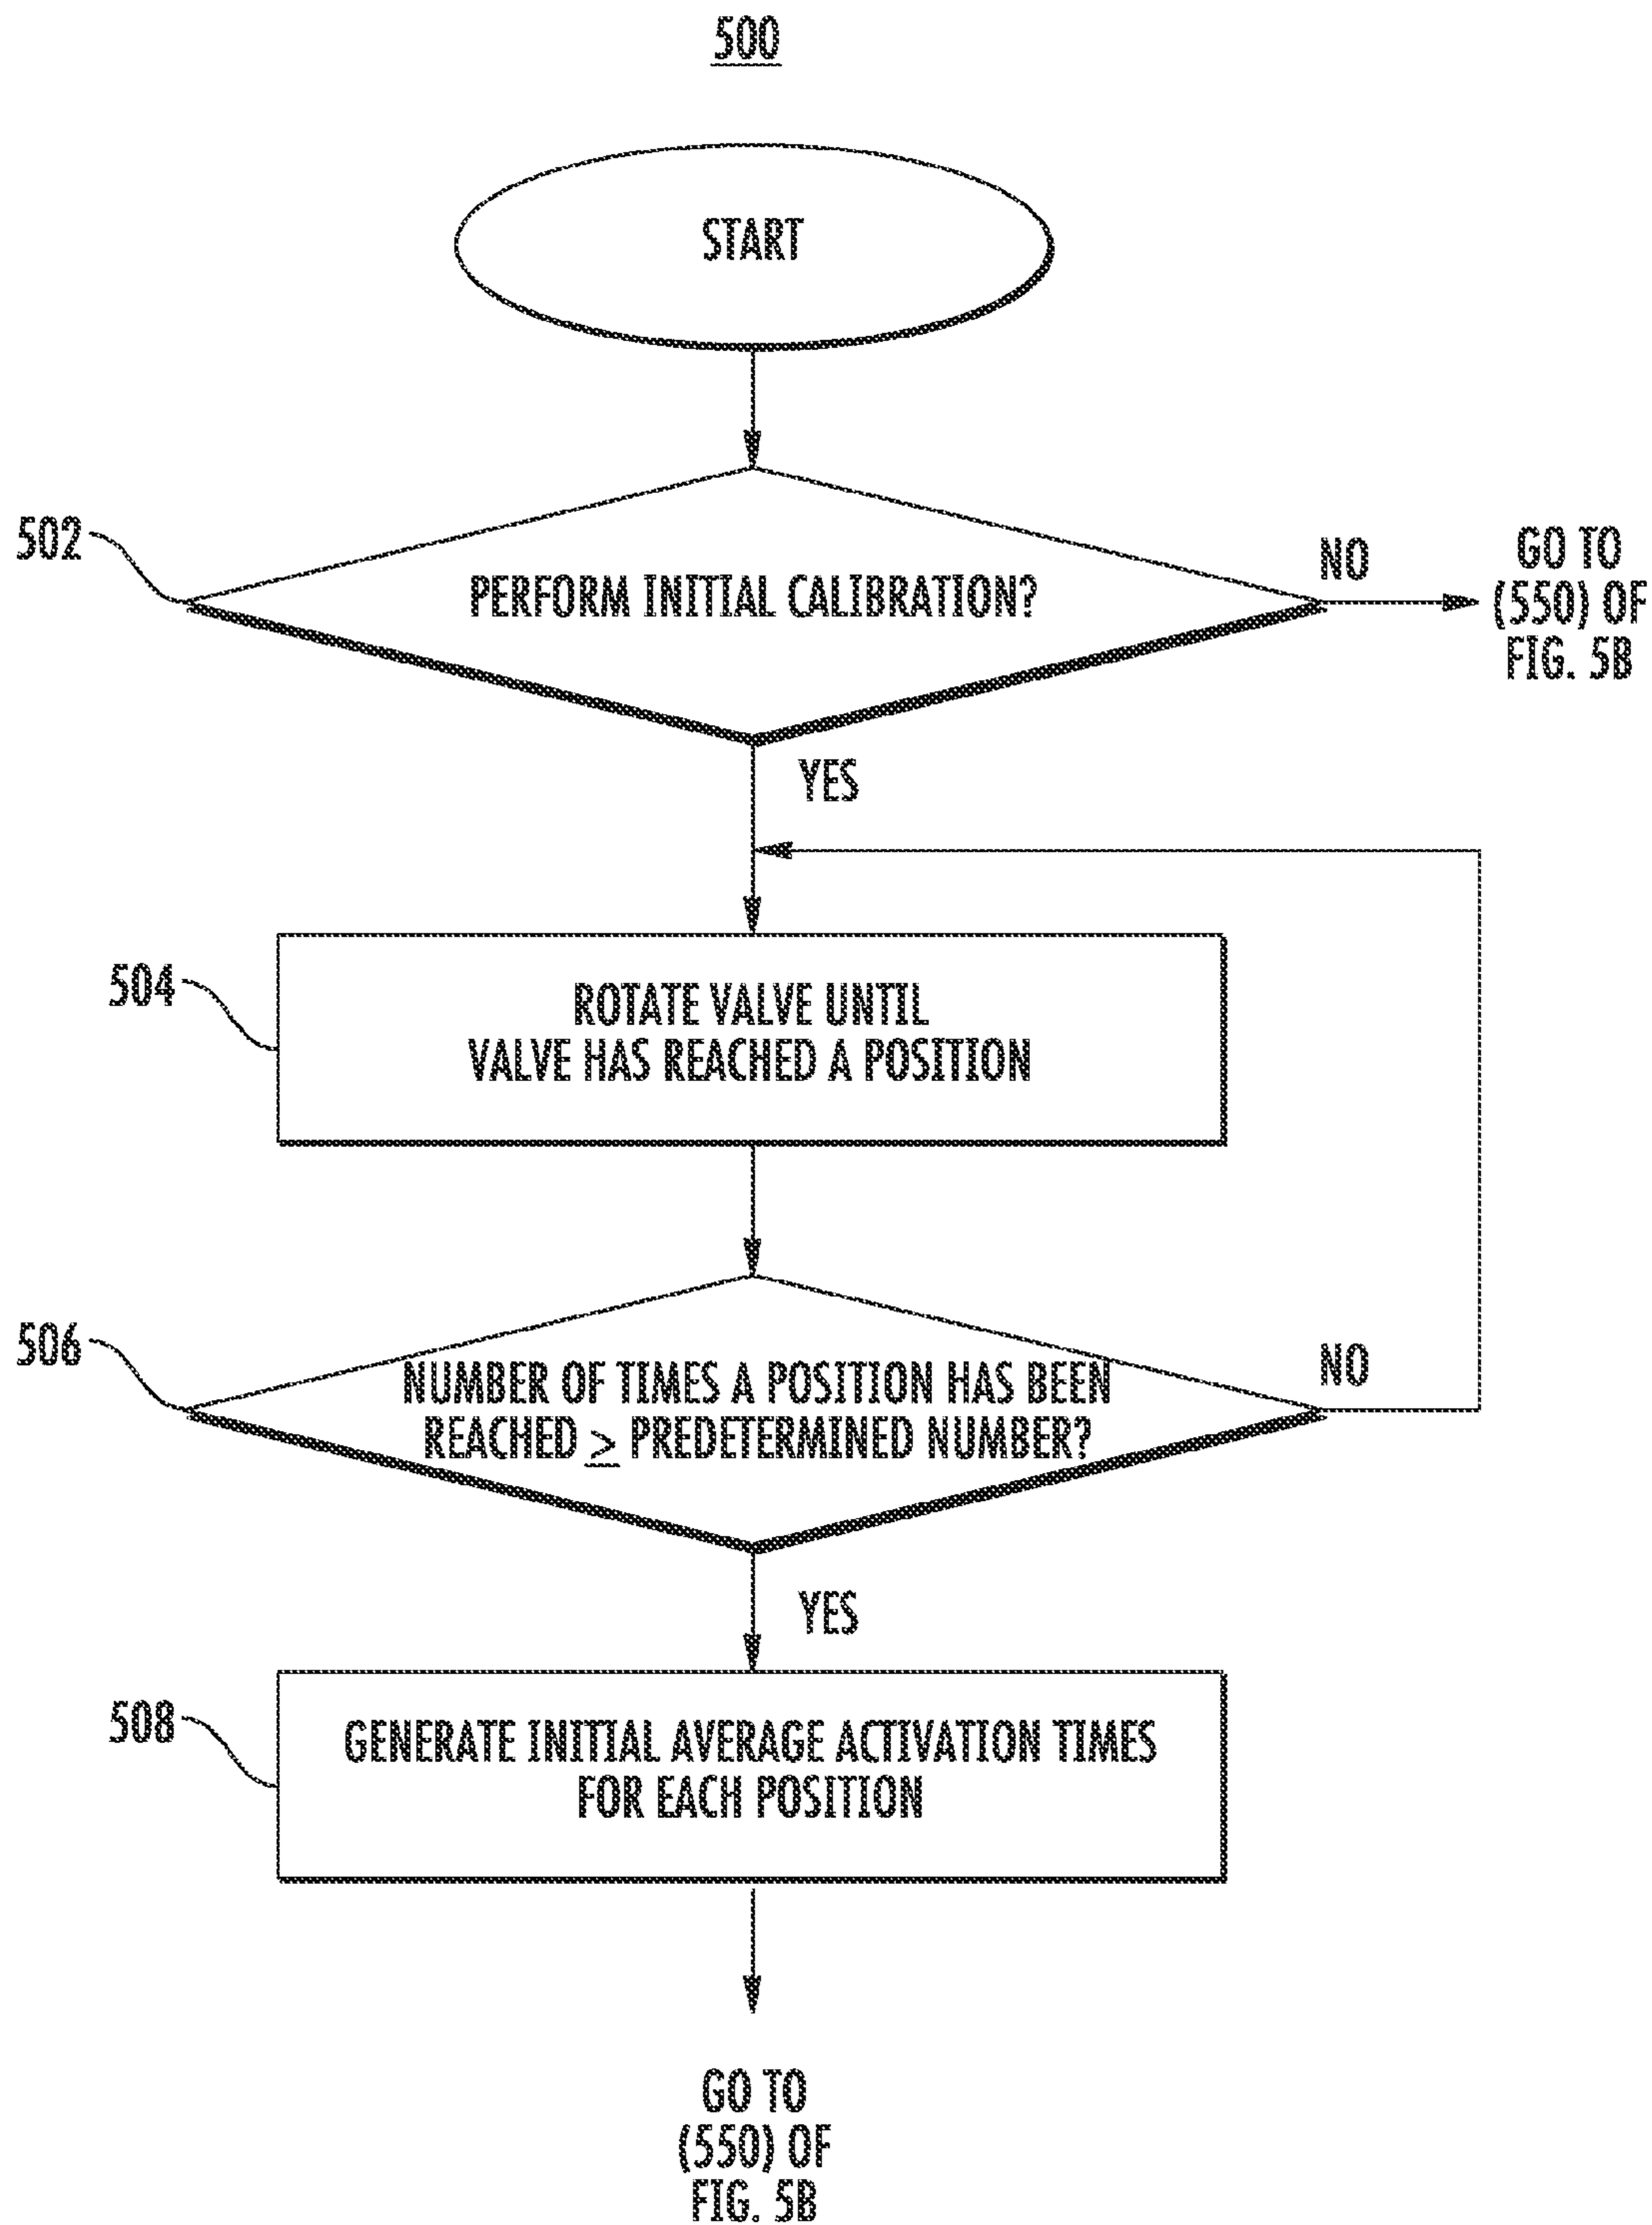 500
START
502
PERFORM INITIAL CALIBRATION?
NO
GO TO
(550) OF
FIG. 5B
YES
504
ROTATE VALVE UNTIL
VALVE HAS REACHED A POSITION
506
NUMBER OF TIMES A POSITION HAS BEEN
REACHED ≥ PREDETERMINED NUMBER?
NO
YES
508
GENERATE INITIAL AVERAGE ACTIVATION TIMES
FOR EACH POSITION
GO TO
(550) OF
FIG. 5B